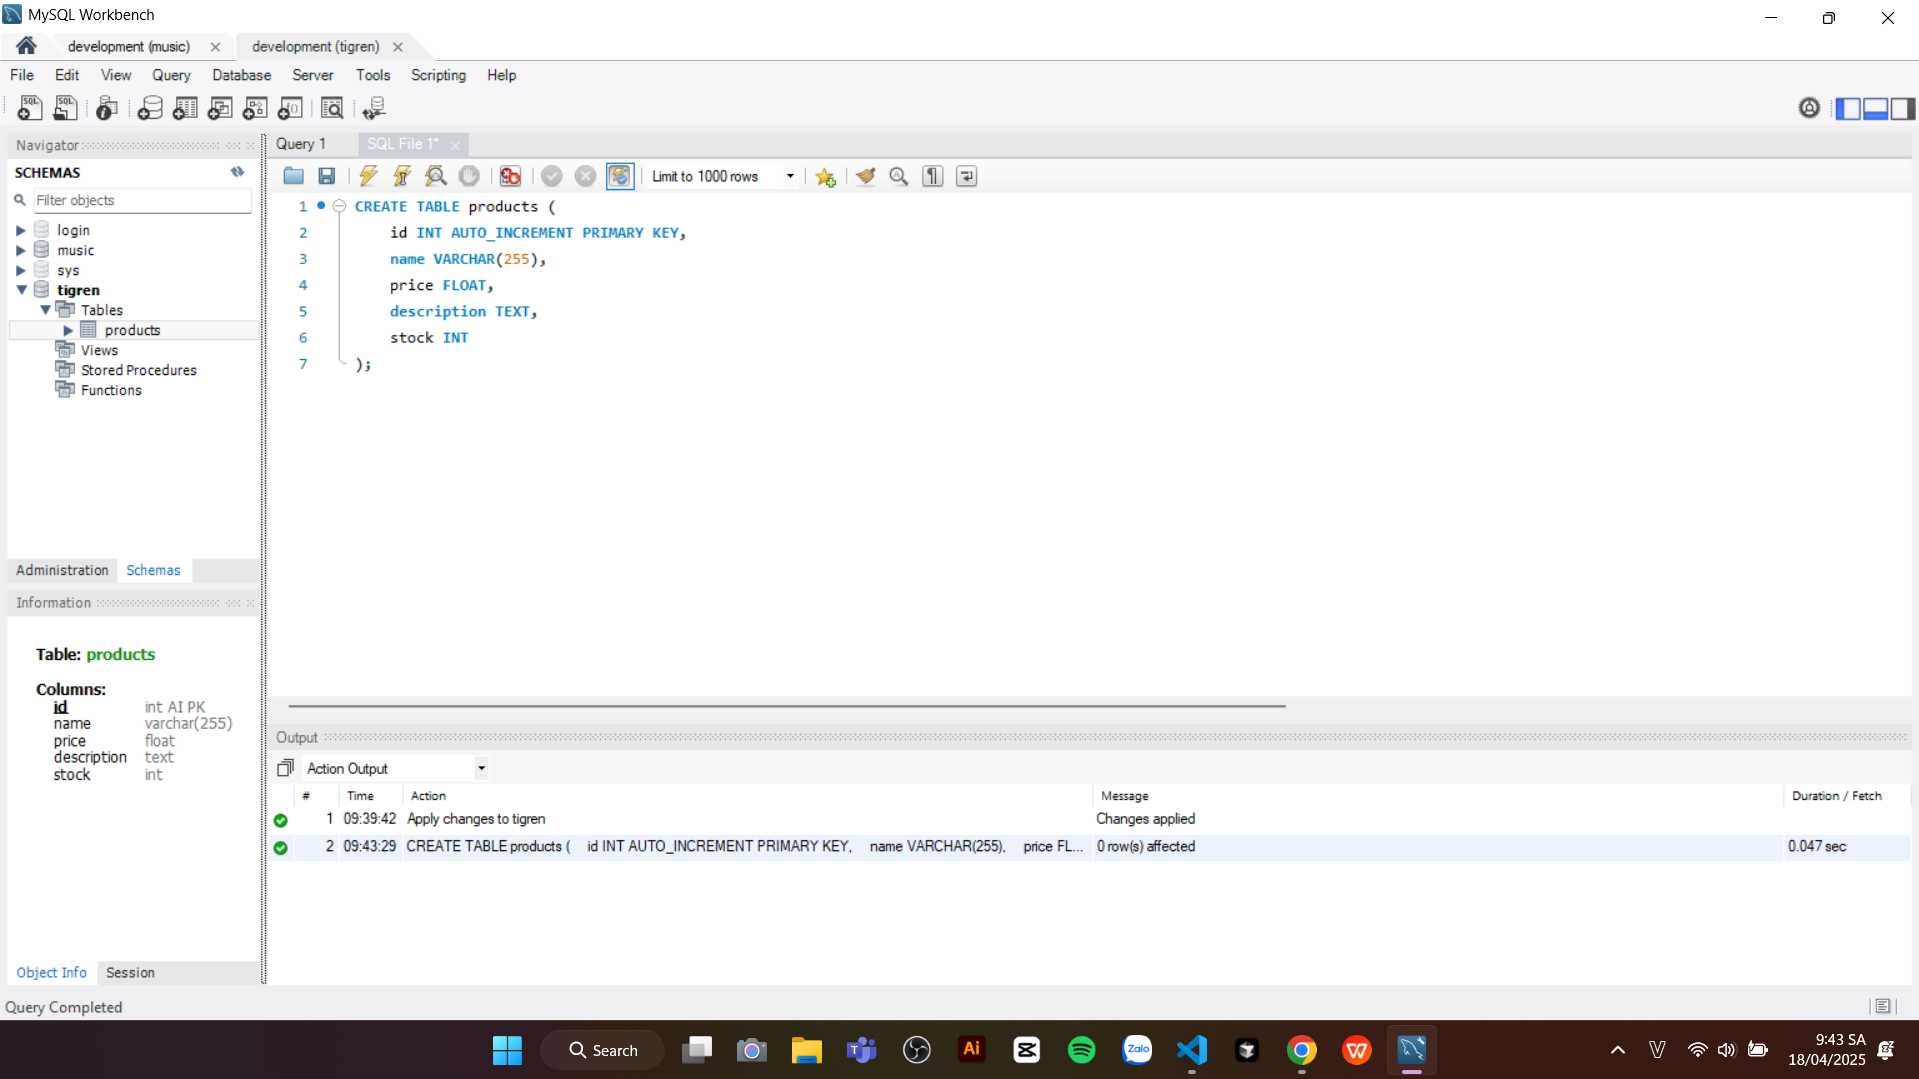 MySQL Workbench
development (music)
development (tigren)
File Edit View Query Database Server Tools Scripting Help
Navigator
SCHEMAS
Filter objects
login
music
sys
tigren
Tables
products
Views
Stored Procedures
Functions
Administration Schemas
Information
Table: products
Columns:
id int AI PK
name varchar(255)
price float
description text
stock int
Object Info Session
Query 1 SQL File 1*
Limit to 1000 rows
1 CREATE TABLE products (
2 id INT AUTO_INCREMENT PRIMARY KEY,
3 name VARCHAR(255),
4 price FLOAT,
5 description TEXT,
6 stock INT
7 );
Output
Action Output
# Time Action Message Duration / Fetch
1 09:39:42 Apply changes to tigren Changes applied
2 09:43:29 CREATE TABLE products ( id INT AUTO_INCREMENT PRIMARY KEY, name VARCHAR(255), price FL... 0 row(s) affected 0.047 sec
Query Completed
Search
Ai
Zalo
9:43 SA
18/04/2025